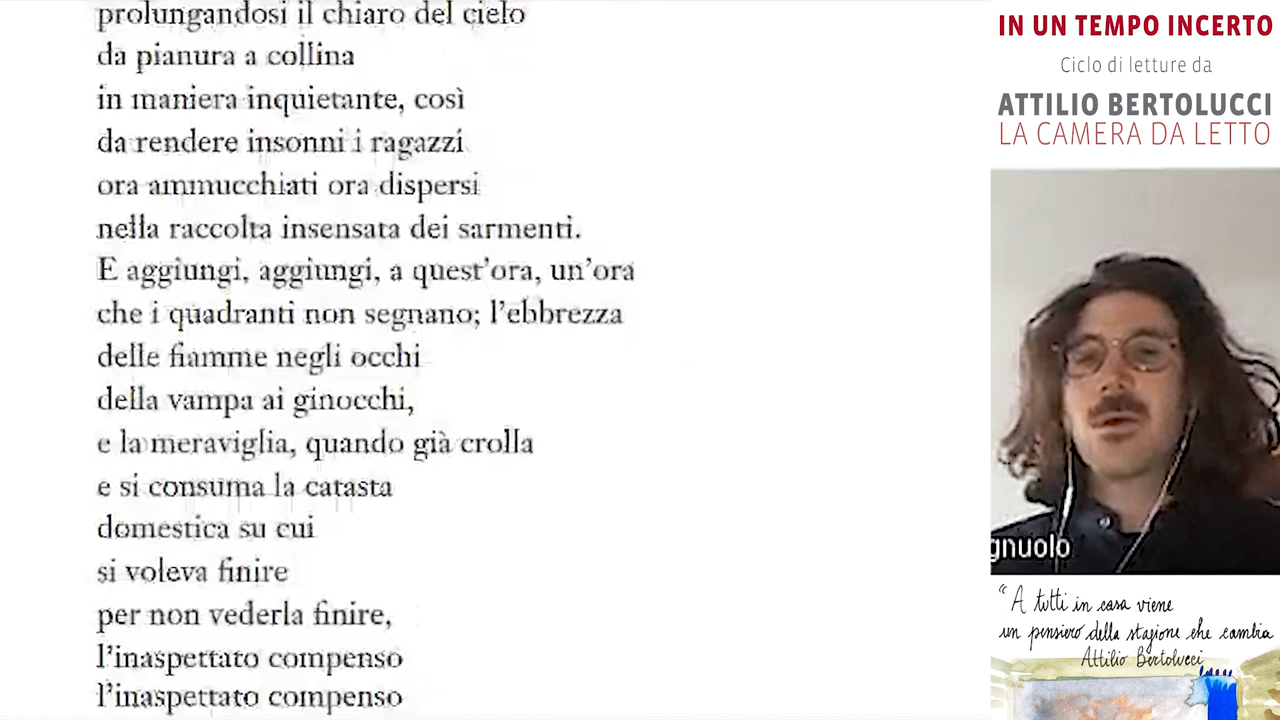 prolungandosi il chiaro del cielo
da pianura a collina
in maniera inquietante, così
da rendere insonni i ragazzi
ora ammucchiati ora dispersi
nella raccolta insensata dei sarmenti.
E aggiungi, aggiungi, a quest'ora, un'ora
che i quadranti non segnano; l'ebbrezza
delle fiamme negli occhi
della vampa ai ginocchi,
e la meraviglia, quando già crolla
e si consuma la catasta
domestica su cui
si voleva finire
per non vederla finire,
l'inaspettato compenso
l'inaspettato compenso
IN UN TEMPO INCERTO
Ciclo di letture da
ATTILIO BERTOLUCCI
LA CAMERA DA LETTO
gnuolo
"A tutti in casa viene
un pensiero della stagione che cambia
Attilio Bertolucci